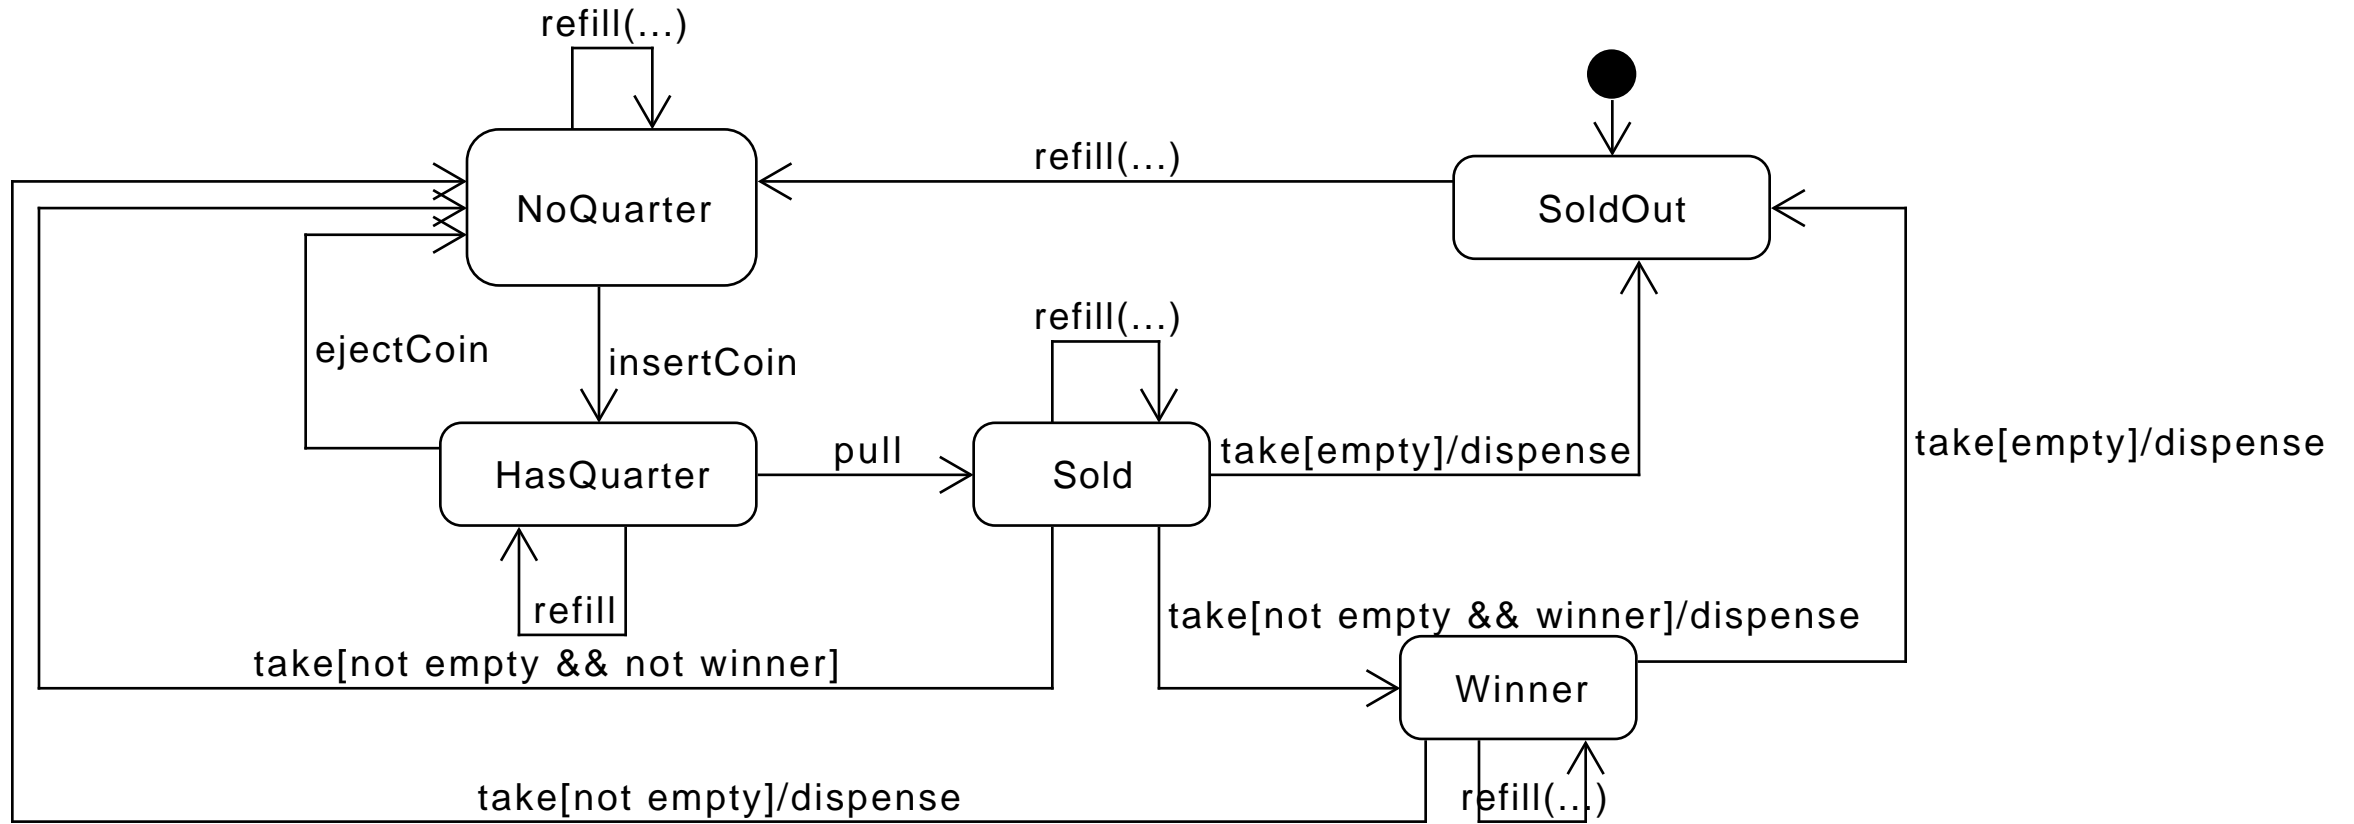 refill(...)
refill(...)
NoQuarter
SoldOut
refill(...)
ejectCoin
insertCoin
pull
take[empty]/dispense
take[empty]/dispense
HasQuarter
Sold
refill
take[not empty && winner]/dispense
take[not empty && not winner]
Winner
take[not empty]/dispense
refill(...)